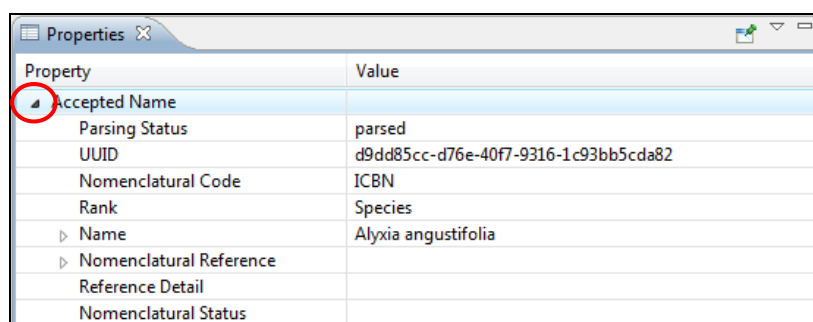 Properties
Property Value
Accepted Name
Parsing Status parsed
UUID d9dd85cc-d76e-40f7-9316-1c93bb5cda82
Nomenclatural Code ICBN
Rank Species
Name Alyxia angustifolia
Nomenclatural Reference
Reference Detail
Nomenclatural Status